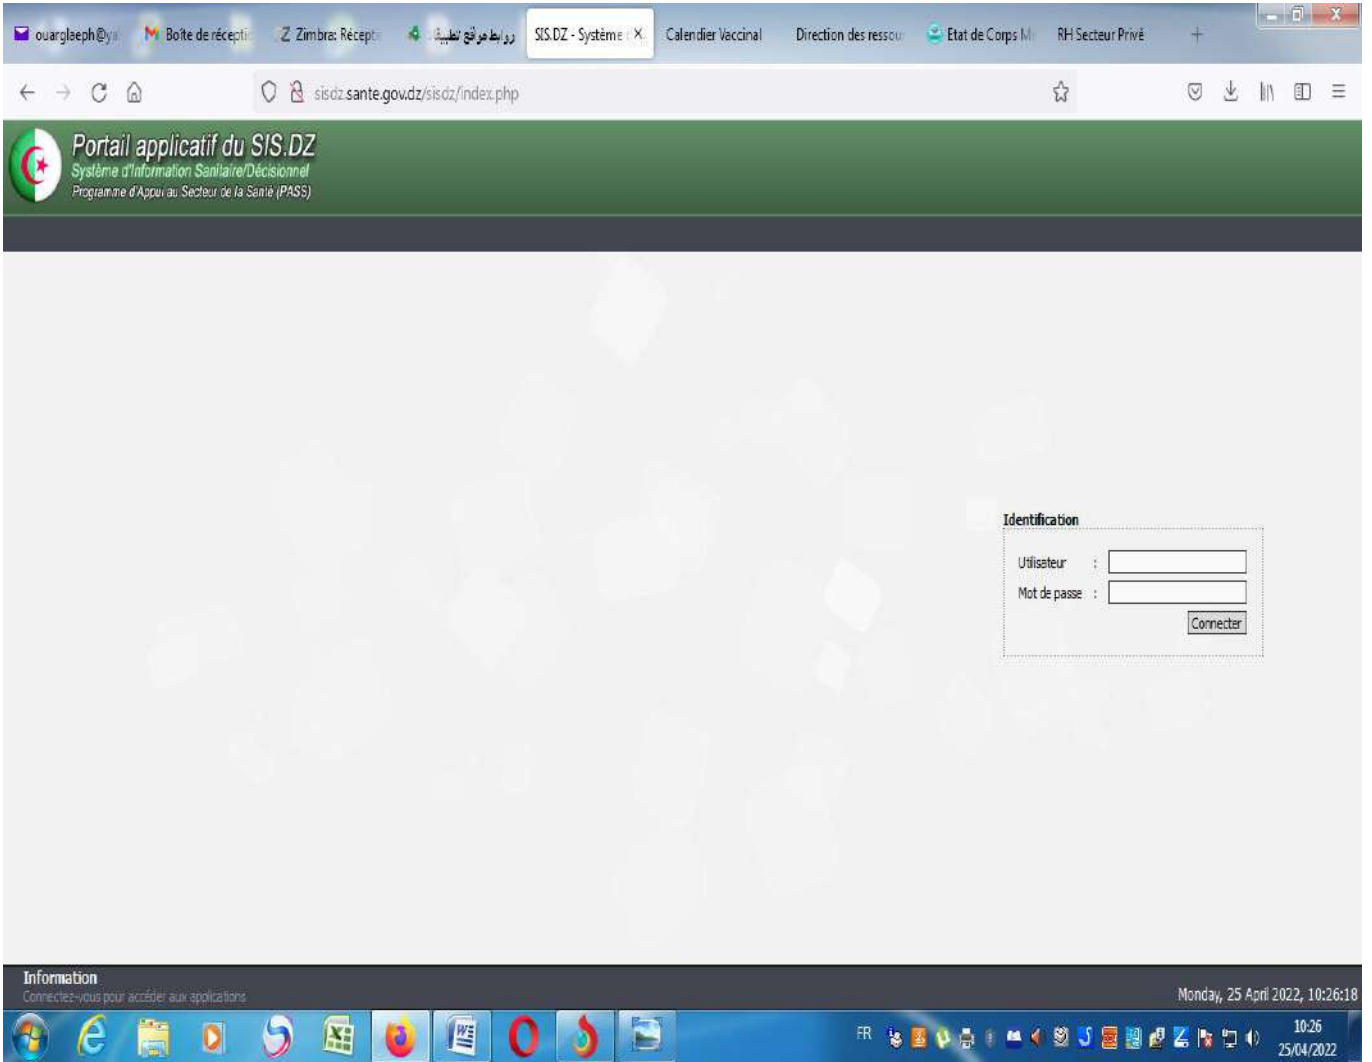 ouargleeph@ya
Boîte de récepti
Zimbra: Récept
روابط مواقع تطبيقا
SIS.DZ - Système
Calendier Vaccinal
Direction des ressou
Etat de Corps M
RH Secteur Privé
sisdz.sante.gov.dz/sisdz/index.php
Portail applicatif du SIS.DZ
Système d'Information Sanitaire/Décisionnel
Programme d'Appui au Secteur de la Santé (PASS)
Identification
Utilisateur :
Mot de passe :
Connecter
Information
Connectez-vous pour accéder aux applications
Monday, 25 April 2022, 10:26:18
FR
10:26
25/04/2022